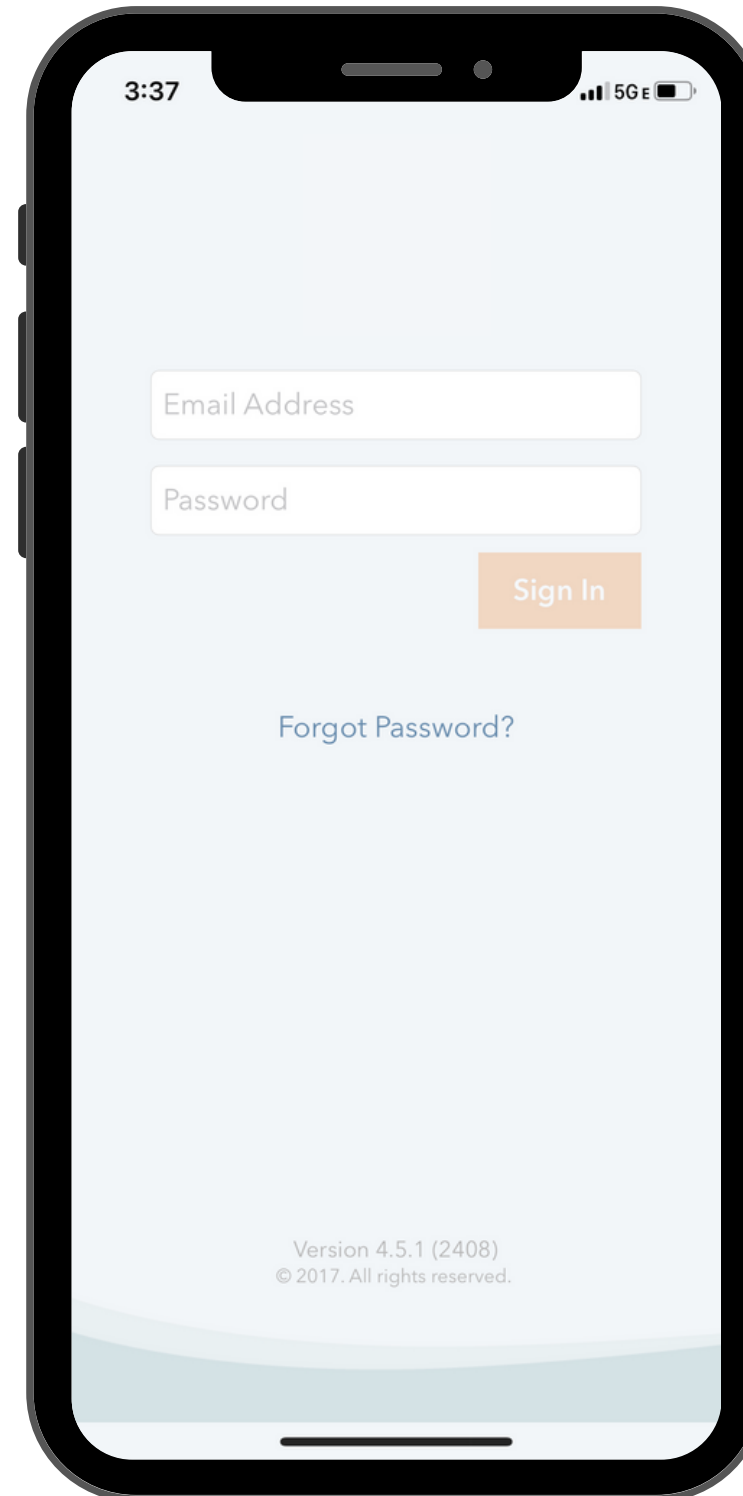 3:37 5G E
Email Address
Password
Sign In
Forgot Password?
Version 4.5.1 (2408)
© 2017. All rights reserved.